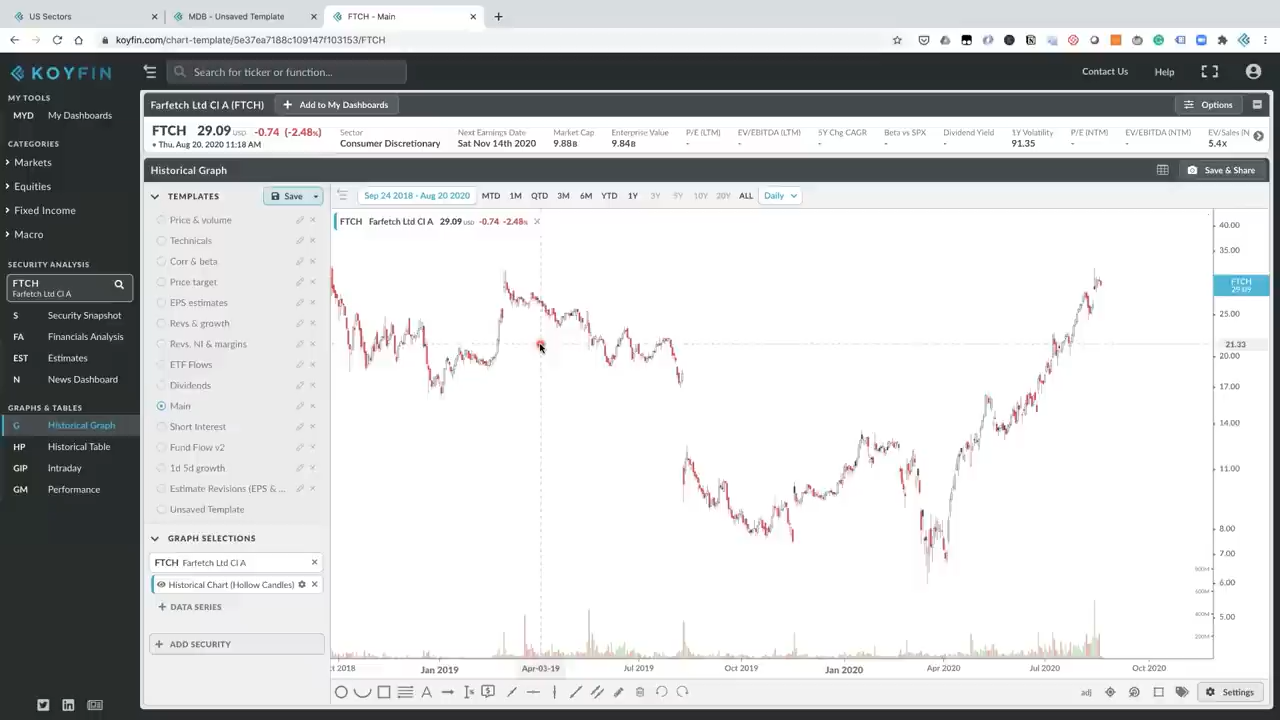 US Sectors
MDB - Unsaved Template
FTCH - Main
koyfin.com/chart-template/5e37ea7188c109147f103153/FTCH
KOYFIN
Search for ticker or function...
Contact Us
Help
MY TOOLS
MYD My Dashboards
CATEGORIES
Markets
Equities
Fixed Income
Macro
SECURITY ANALYSIS
FTCH
Farfetch Ltd Cl A
S Security Snapshot
FA Financials Analysis
EST Estimates
N News Dashboard
GRAPHS & TABLES
G Historical Graph
HP Historical Table
GIP Intraday
GM Performance
Farfetch Ltd Cl A (FTCH)
+ Add to My Dashboards
Options
FTCH 29.09 USD -0.74 (-2.48%)
• Thu. Aug 20, 2020 11:18 AM
Sector
Consumer Discretionary
Next Earnings Date
Sat Nov 14th 2020
Market Cap
9.88B
Enterprise Value
9.84B
P/E (LTM)
-
EV/EBITDA (LTM)
-
5Y Chg CAGR
-
Beta vs SPX
-
Dividend Yield
-
1Y Volatility
91.35
P/E (NTM)
-
EV/EBITDA (NTM)
-
EV/Sales (N
5.4x
Historical Graph
Save & Share
TEMPLATES
Save
Price & volume
Technicals
Corr & beta
Price target
EPS estimates
Revs & growth
Revs, NI & margins
ETF Flows
Dividends
Main
Short Interest
Fund Flow v2
1d 5d growth
Estimate Revisions (EPS & ...
Unsaved Template
GRAPH SELECTIONS
FTCH Farfetch Ltd Cl A
Historical Chart (Hollow Candles)
+ DATA SERIES
+ ADD SECURITY
Sep 24 2018 - Aug 20 2020
MTD 1M QTD 3M 6M YTD 1Y 3Y 5Y 10Y 20Y ALL
Daily
FTCH Farfetch Ltd Cl A 29.09 USD -0.74 -2.48%
40.00
35.00
FTCH
29.09
25.00
21.33
20.00
17.00
14.00
11.00
8.00
7.00
800M
6.00
600M
400M
5.00
200M
ct 2018
Jan 2019
Apr-03-19
Jul 2019
Oct 2019
Jan 2020
Apr 2020
Jul 2020
Oct 2020
adj
Settings